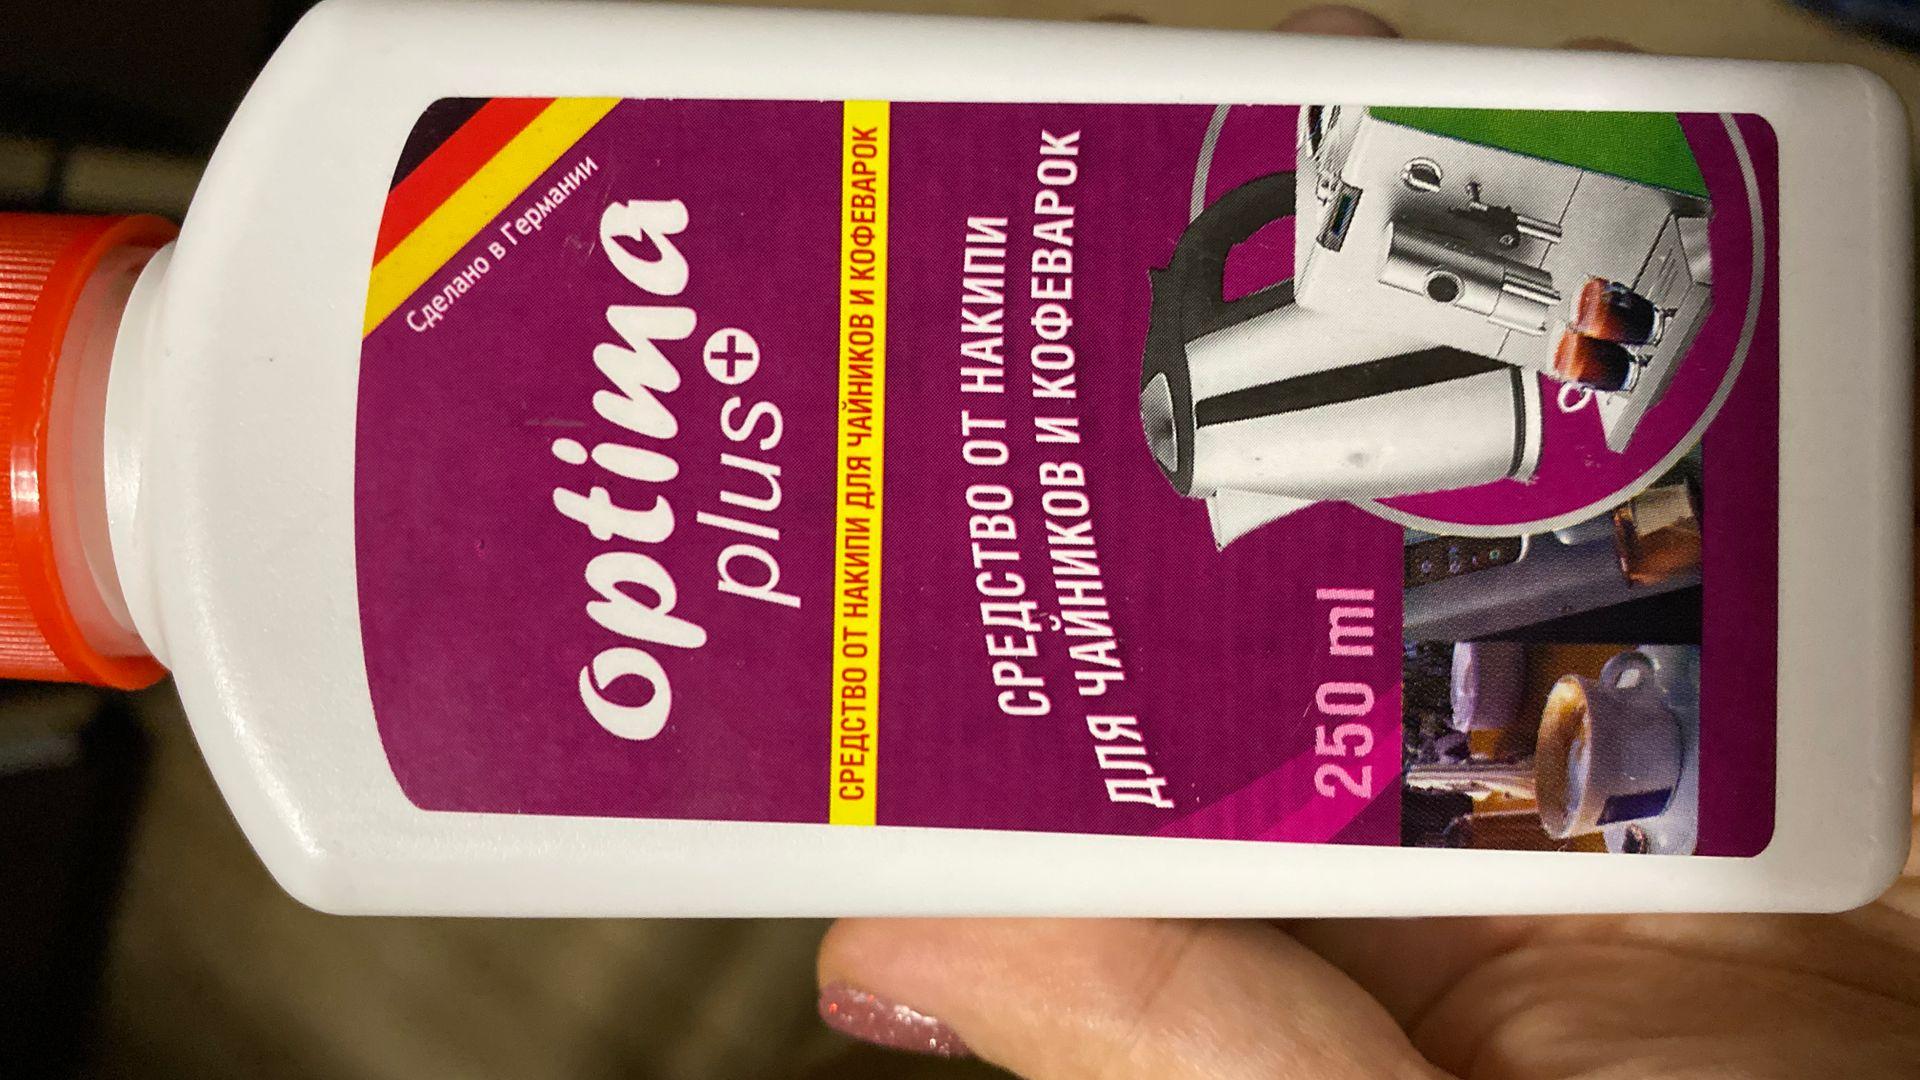 Сделано в Германии
optima
plus+
СРЕДСТВО ОТ НАКИПИ ДЛЯ ЧАЙНИКОВ И КОФЕВАРОК
СРЕДСТВО ОТ НАКИПИ
ДЛЯ ЧАЙНИКОВ И КОФЕВАРОК
250 ml